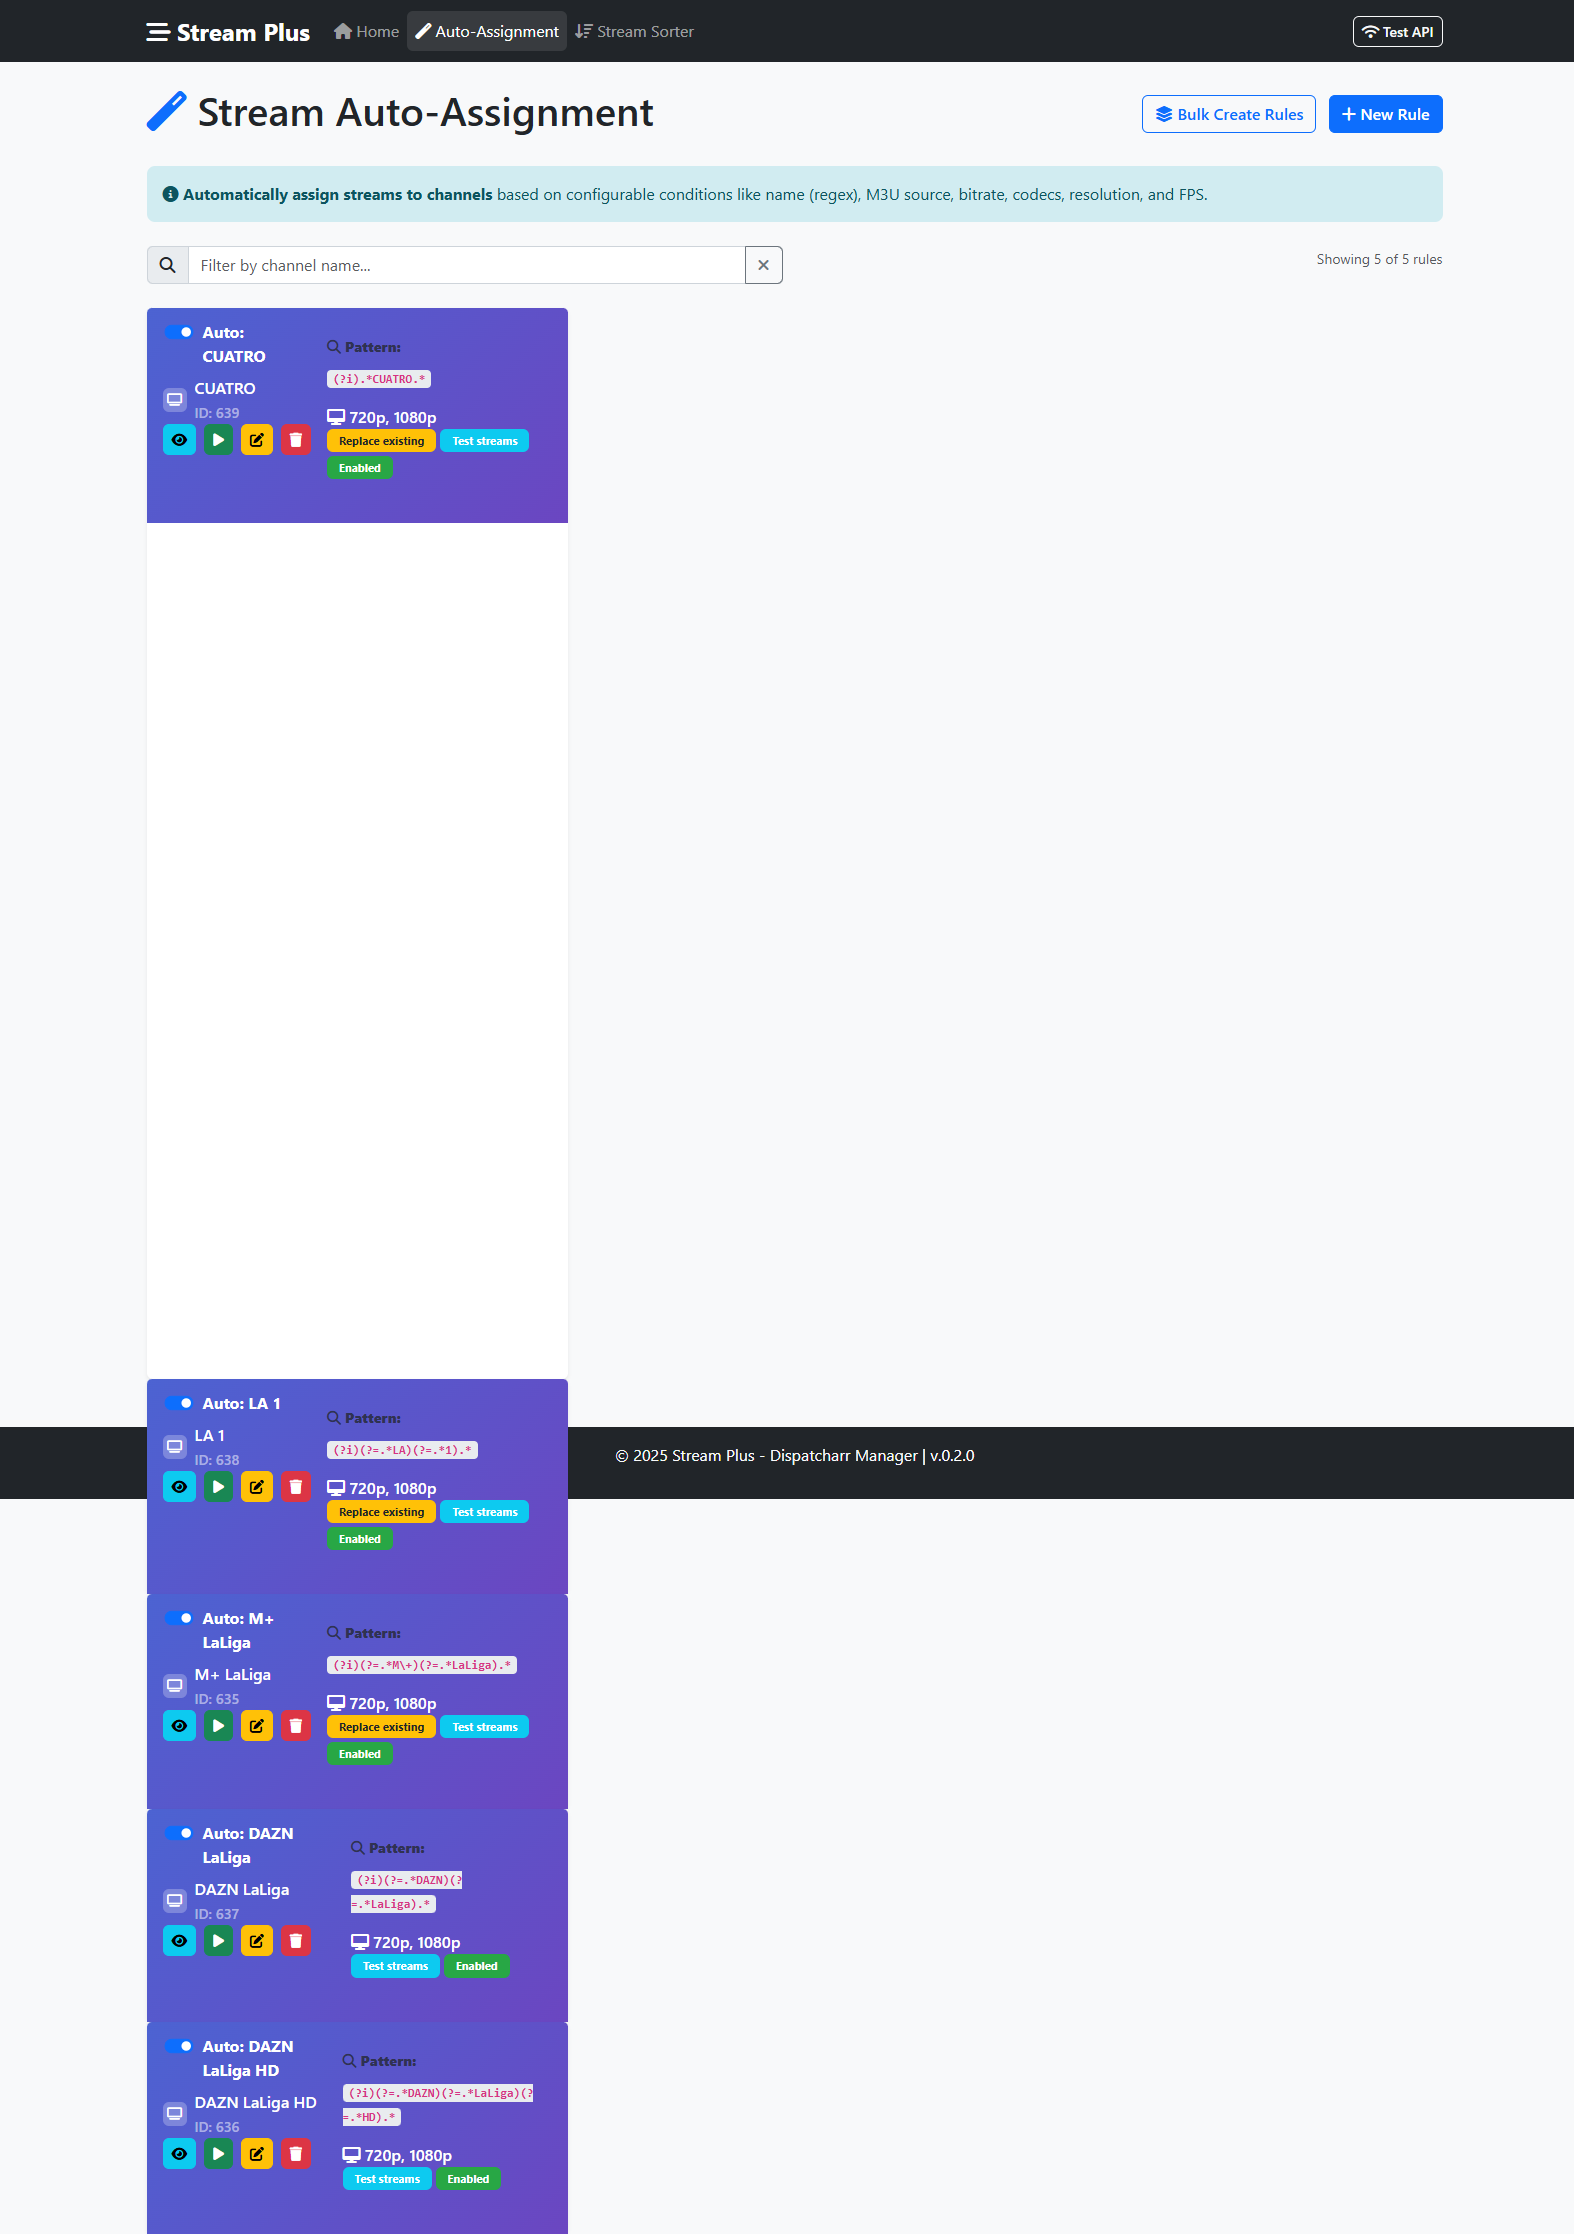 Stream Plus
Home
Auto-Assignment
Stream Sorter
Test API
Stream Auto-Assignment
Bulk Create Rules
New Rule
Automatically assign streams to channels based on configurable conditions like name (regex), M3U source, bitrate, codecs, resolution, and FPS.
Filter by channel name...
Showing 5 of 5 rules
Auto:
CUATRO
CUATRO
ID: 639
Pattern:
(?i).*CUATRO.*
720p, 1080p
Replace existing
Test streams
Enabled
Auto: LA 1
LA 1
ID: 638
Pattern:
(?i)(?=.*LA)(?=.*1).*
720p, 1080p
Replace existing
Test streams
Enabled
© 2025 Stream Plus - Dispatcharr Manager | v.0.2.0
Auto: M+
LaLiga
M+ LaLiga
ID: 635
Pattern:
(?i)(?=.*M\+)(?=.*LaLiga).*
720p, 1080p
Replace existing
Test streams
Enabled
Auto: DAZN
LaLiga
DAZN LaLiga
ID: 637
Pattern:
(?i)(?=.*DAZN)(?
=.*LaLiga).*
720p, 1080p
Test streams
Enabled
Auto: DAZN
LaLiga HD
DAZN LaLiga HD
ID: 636
Pattern:
(?i)(?=.*DAZN)(?=.*LaLiga)(?
=.*HD).*
720p, 1080p
Test streams
Enabled